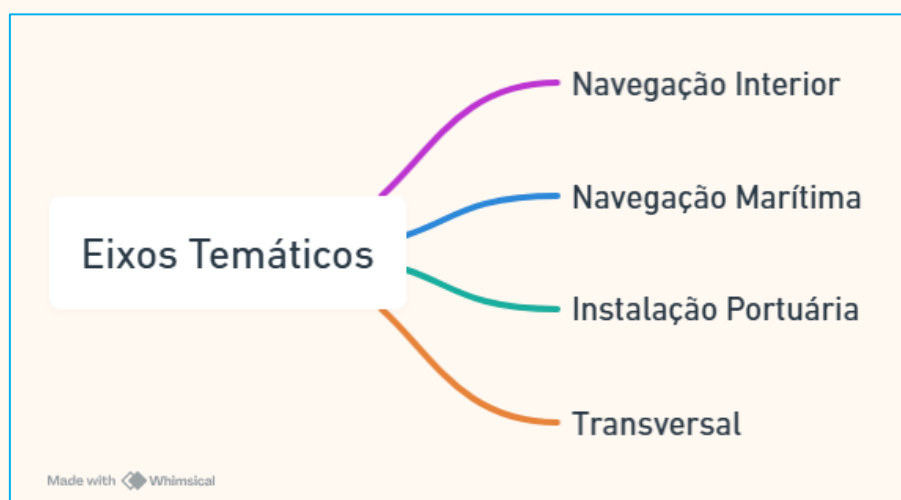 Navegação Interior
Navegação Marítima
Eixos Temáticos
Instalação Portuária
Transversal
Made with Whimsical